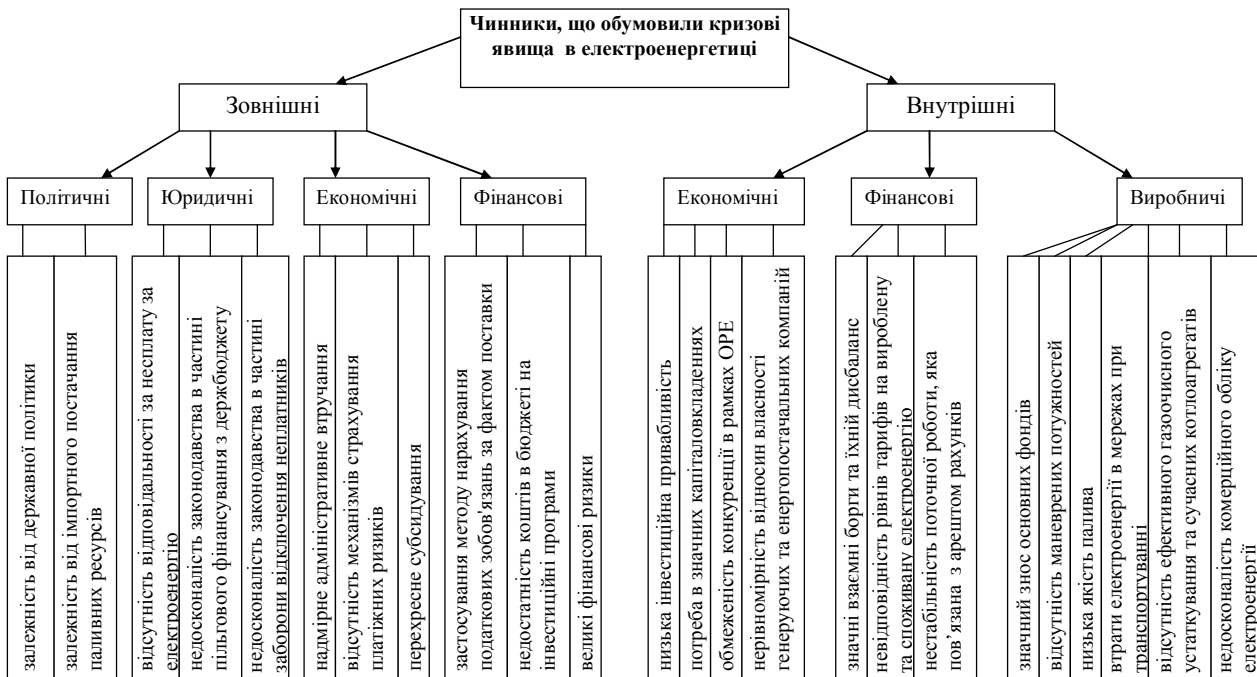 Чинники, що обумовили кризові
явища в електроенергетиці
Зовнішні
Внутрішні
Політичні
Юридичні
Економічні
Фінансові
Економічні
Фінансові
Виробничі
залежність від державної політики
залежність від імпортного постачання
паливних ресурсів
відсутність відповідальності за несплату за
електроенергію
недосконалість законодавства в частині
пільгового фінансування з держбюджету
недосконалість законодавства в частині
заборони відключення неплатників
надмірне адміністративне втручання
відсутність механізмів страхування
платіжних ризиків
перехресне субсидування
застосування методу нарахування
податкових зобов'язань за фактом поставки
недостатність коштів в бюджеті на
інвестиційні програми
великі фінансові ризики
низька інвестиційна привабливість
потреба в значних капіталовкладеннях
обмеженість конкуренції в рамках ОРЕ
нерівномірність відносин власності
генеруючих та енергопостачальних компаній
значні взаємні борги та їхній дисбаланс
невідповідність рівнів тарифів на вироблену
та споживану електроенергію
нестабільність поточної роботи, яка
пов’язана з арештом рахунків
значний знос основних фондів
відсутність маневрених потужностей
низька якість палива
втрати електроенергії в мережах при
транспортуванні
відсутність ефективного газоочисного
устаткування та сучасних котлоагрегатів
недосконалість комерційного обліку
електроенергії